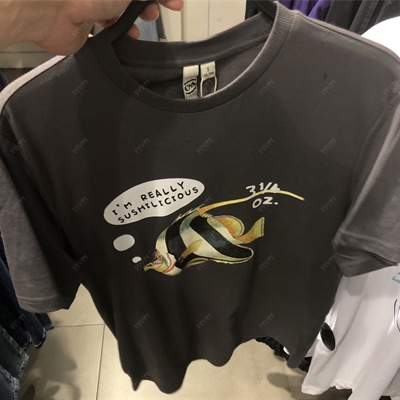 I'M REALLY
SUSHILICIOUS
3 1/4
OZ.